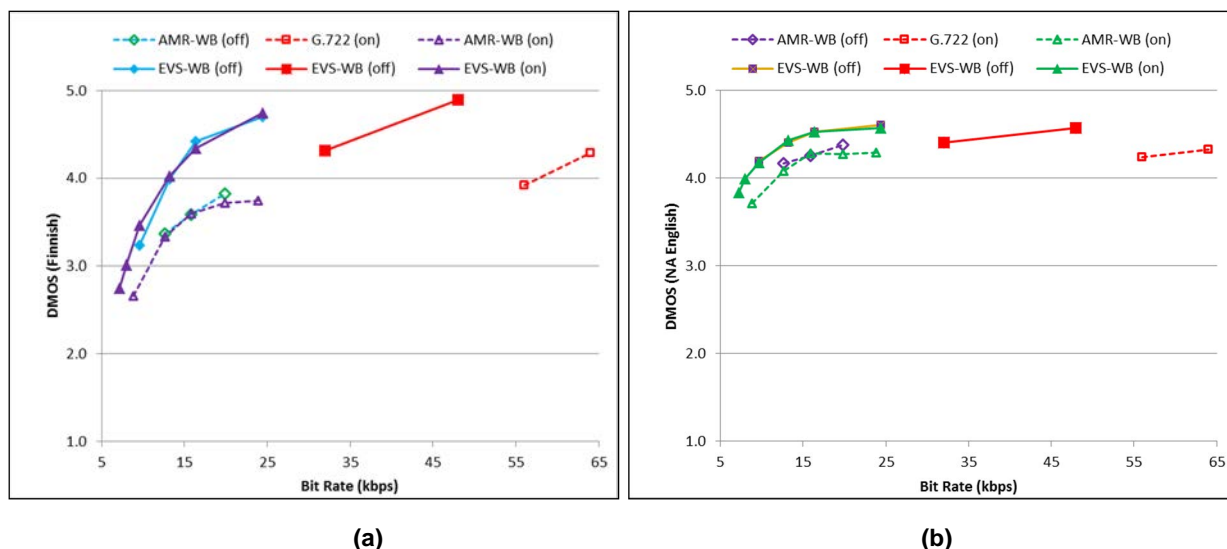 AMR-WB (off) G.722 (on) AMR-WB (on)
EVS-WB (off) EVS-WB (off) EVS-WB (on)
5.0
4.0
3.0
2.0
1.0
DMOS (Finnish)
5 15 25 35 45 55 65
Bit Rate (kbps)
(a)
AMR-WB (off) G.722 (on) AMR-WB (on)
EVS-WB (off) EVS-WB (off) EVS-WB (on)
5.0
4.0
3.0
2.0
1.0
DMOS (NA English)
5 15 25 35 45 55 65
Bit Rate (kbps)
(b)